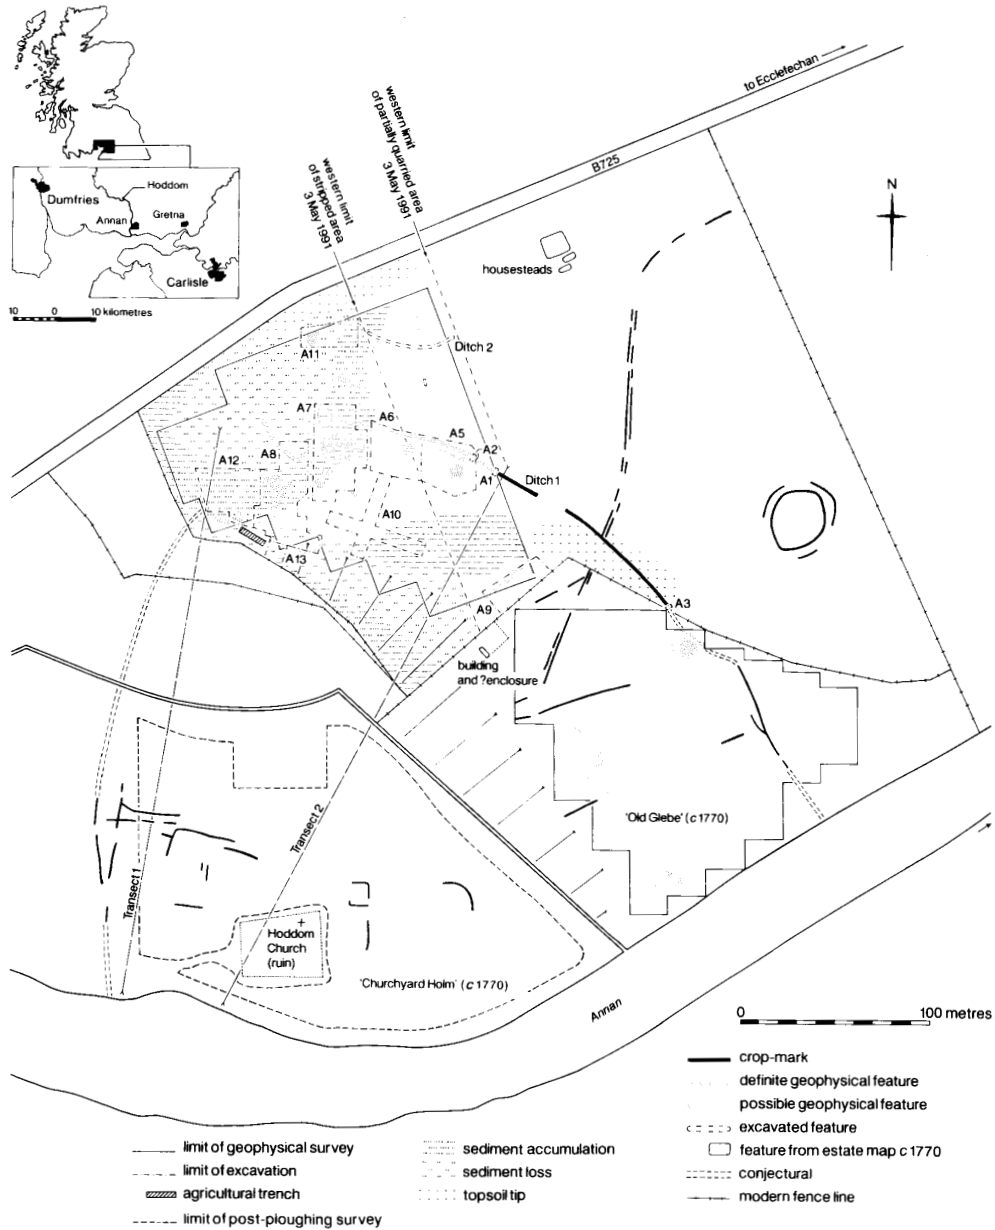 to Ecclefechan
B725
western limit
of partially quarried area
3 May 1991
western limit
of stripped area
3 May 1991
N
Hoddom
Dumfries
Annan
Gretna
Carlisle
10 0 10 kilometres
housesteads
Ditch 2
A11
A7
A6
A5
A2
A8
A12
A1
Ditch 1
A10
A13
A9
A3
building
and ?enclosure
'Old Glebe' (c1770)
Transect 2
Transect 1
Hoddom
Church
(ruin)
'Churchyard Holm' (c1770)
Annan
0 100 metres
crop-mark
definite geophysical feature
possible geophysical feature
excavated feature
feature from estate map c1770
conjectural
modern fence line
limit of geophysical survey
limit of excavation
agricultural trench
limit of post-ploughing survey
sediment accumulation
sediment loss
topsoil tip